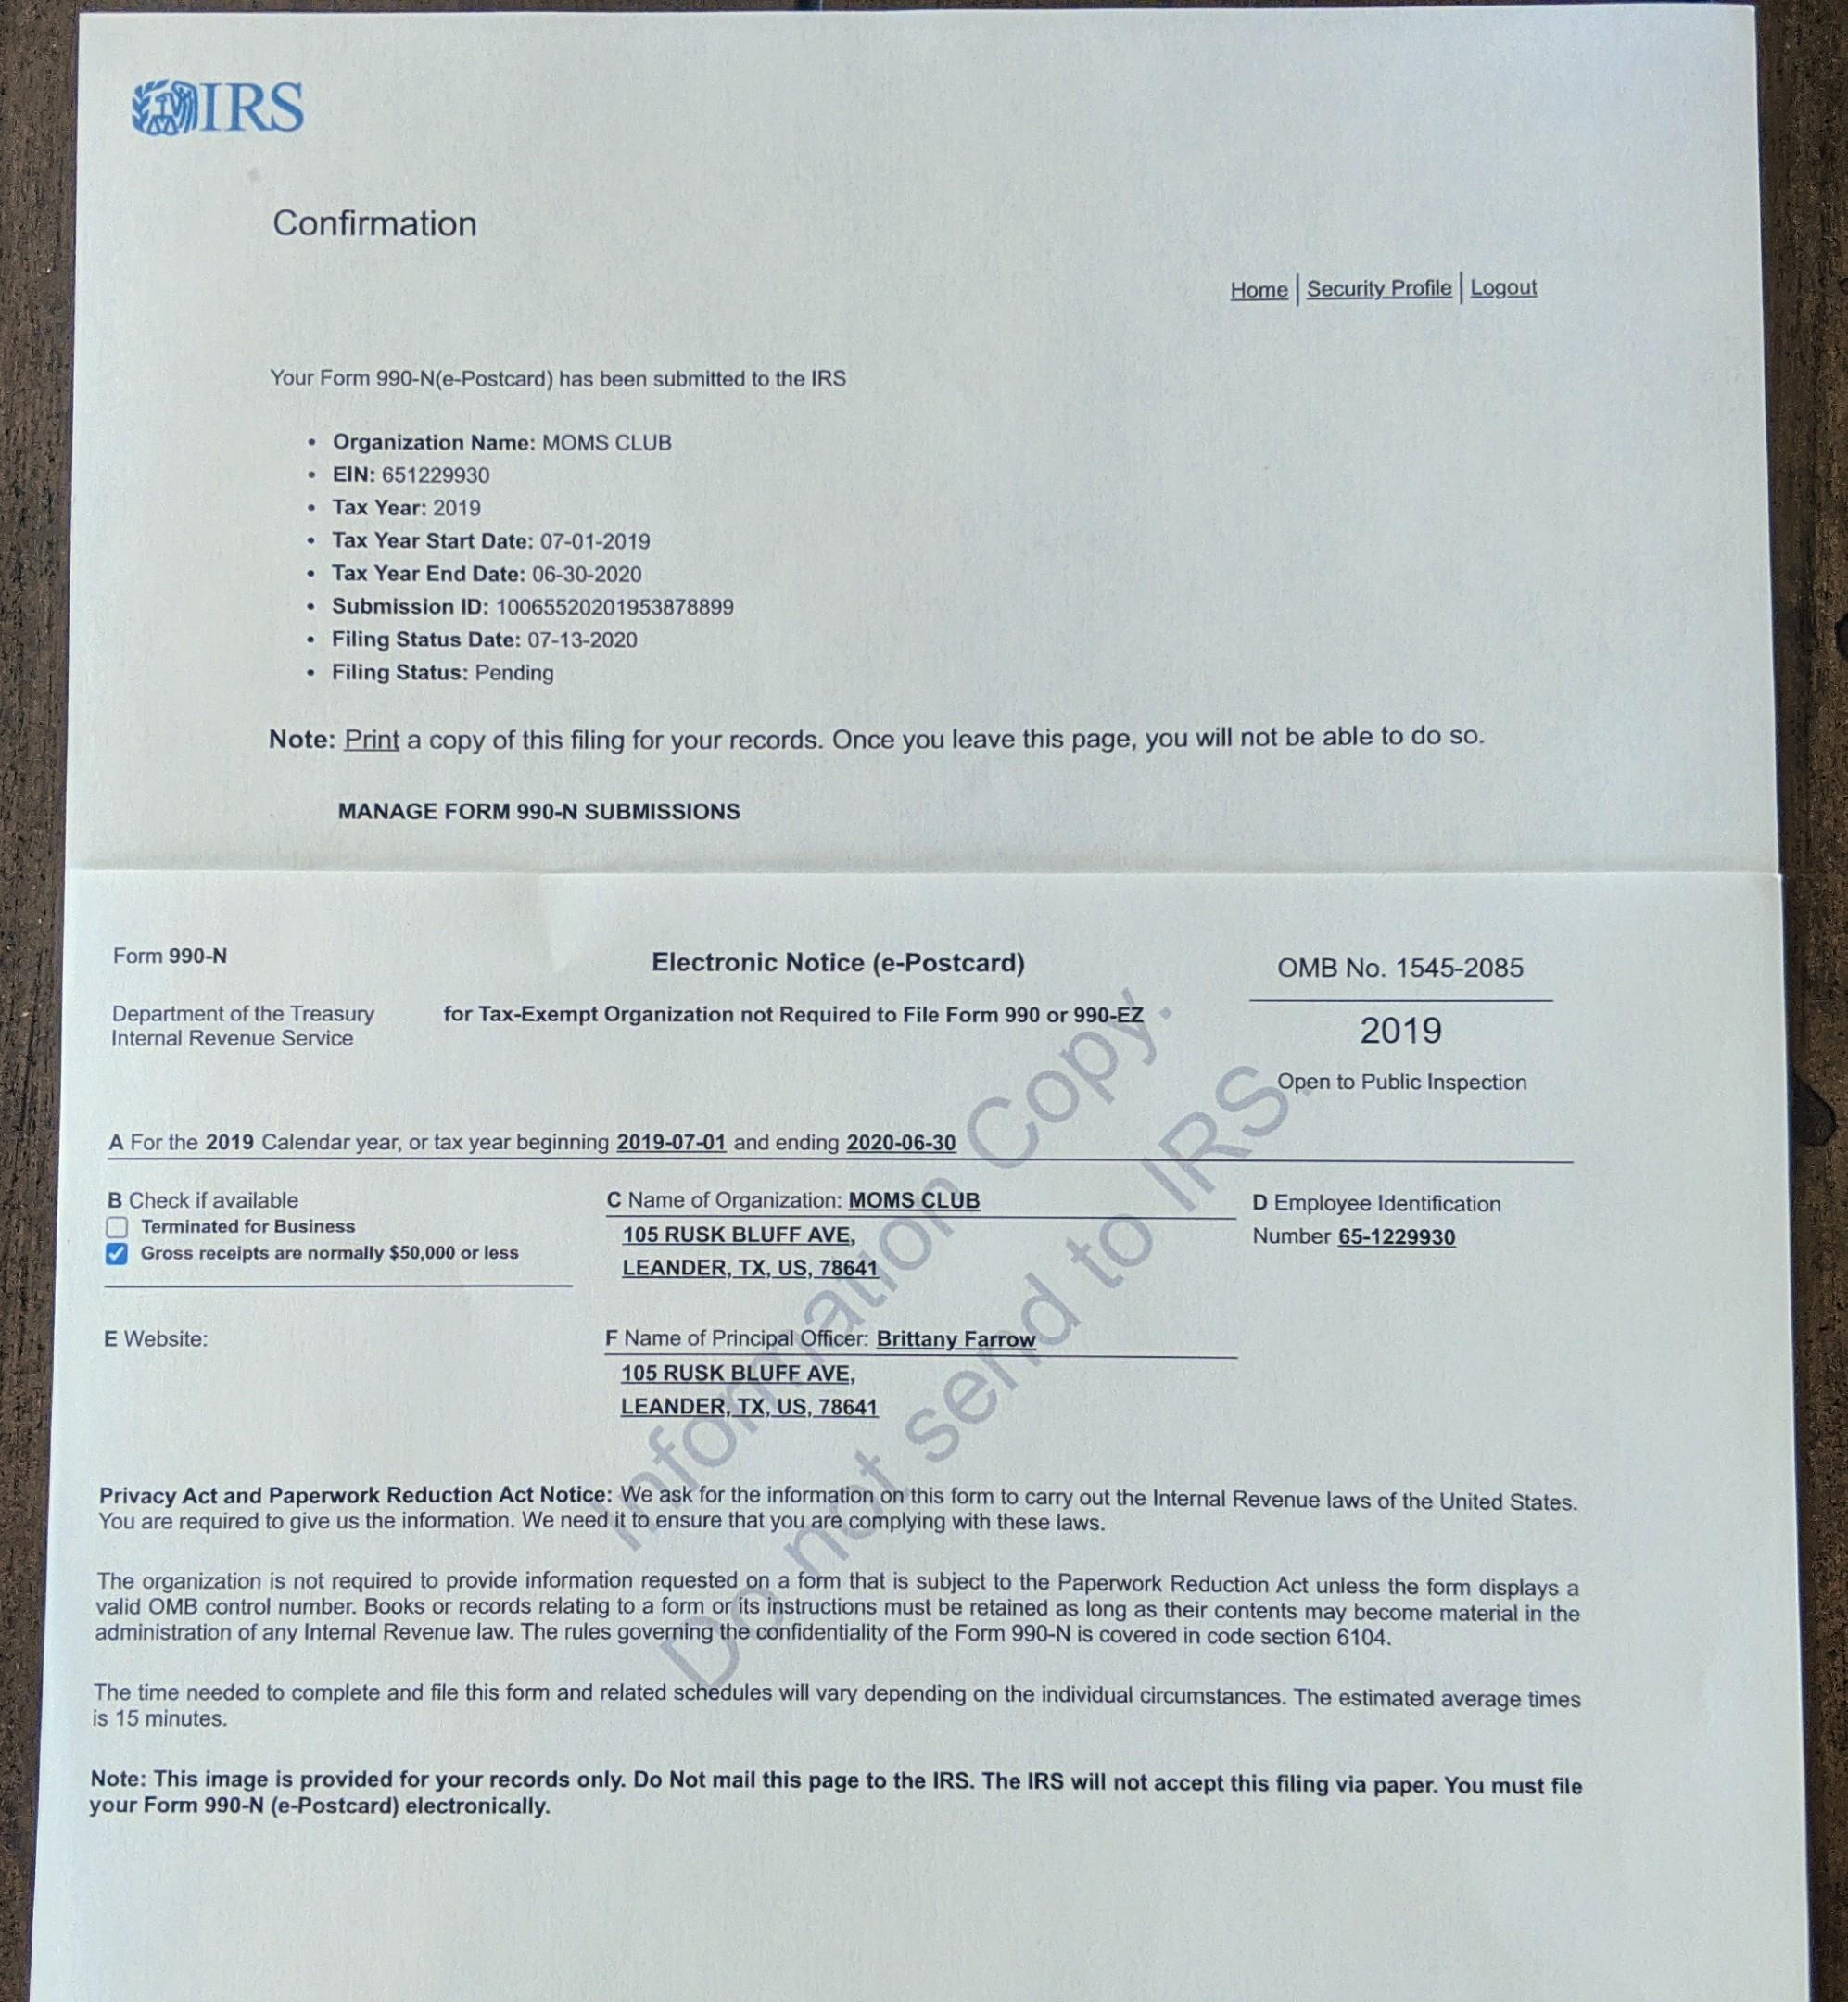 IRS
Confirmation
Home | Security Profile | Logout
Your Form 990-N(e-Postcard) has been submitted to the IRS
• Organization Name: MOMS CLUB
• EIN: 651229930
• Tax Year: 2019
• Tax Year Start Date: 07-01-2019
• Tax Year End Date: 06-30-2020
• Submission ID: 10065520201953878899
• Filing Status Date: 07-13-2020
• Filing Status: Pending
Note: Print a copy of this filing for your records. Once you leave this page, you will not be able to do so.
MANAGE FORM 990-N SUBMISSIONS
Form 990-N
Department of the Treasury
Internal Revenue Service
Electronic Notice (e-Postcard)
for Tax-Exempt Organization not Required to File Form 990 or 990-EZ
OMB No. 1545-2085
2019
Open to Public Inspection
A For the 2019 Calendar year, or tax year beginning 2019-07-01 and ending 2020-06-30
B Check if available
Terminated for Business
Gross receipts are normally $50,000 or less
C Name of Organization: MOMS CLUB
105 RUSK BLUFF AVE,
LEANDER, TX, US, 78641
D Employee Identification
Number 65-1229930
E Website:
F Name of Principal Officer: Brittany Farrow
105 RUSK BLUFF AVE,
LEANDER, TX, US, 78641
Information Copy.
Do not send to IRS.
Privacy Act and Paperwork Reduction Act Notice: We ask for the information on this form to carry out the Internal Revenue laws of the United States.
You are required to give us the information. We need it to ensure that you are complying with these laws.
The organization is not required to provide information requested on a form that is subject to the Paperwork Reduction Act unless the form displays a
valid OMB control number. Books or records relating to a form or its instructions must be retained as long as their contents may become material in the
administration of any Internal Revenue law. The rules governing the confidentiality of the Form 990-N is covered in code section 6104.
The time needed to complete and file this form and related schedules will vary depending on the individual circumstances. The estimated average times
is 15 minutes.
Note: This image is provided for your records only. Do Not mail this page to the IRS. The IRS will not accept this filing via paper. You must file
your Form 990-N (e-Postcard) electronically.